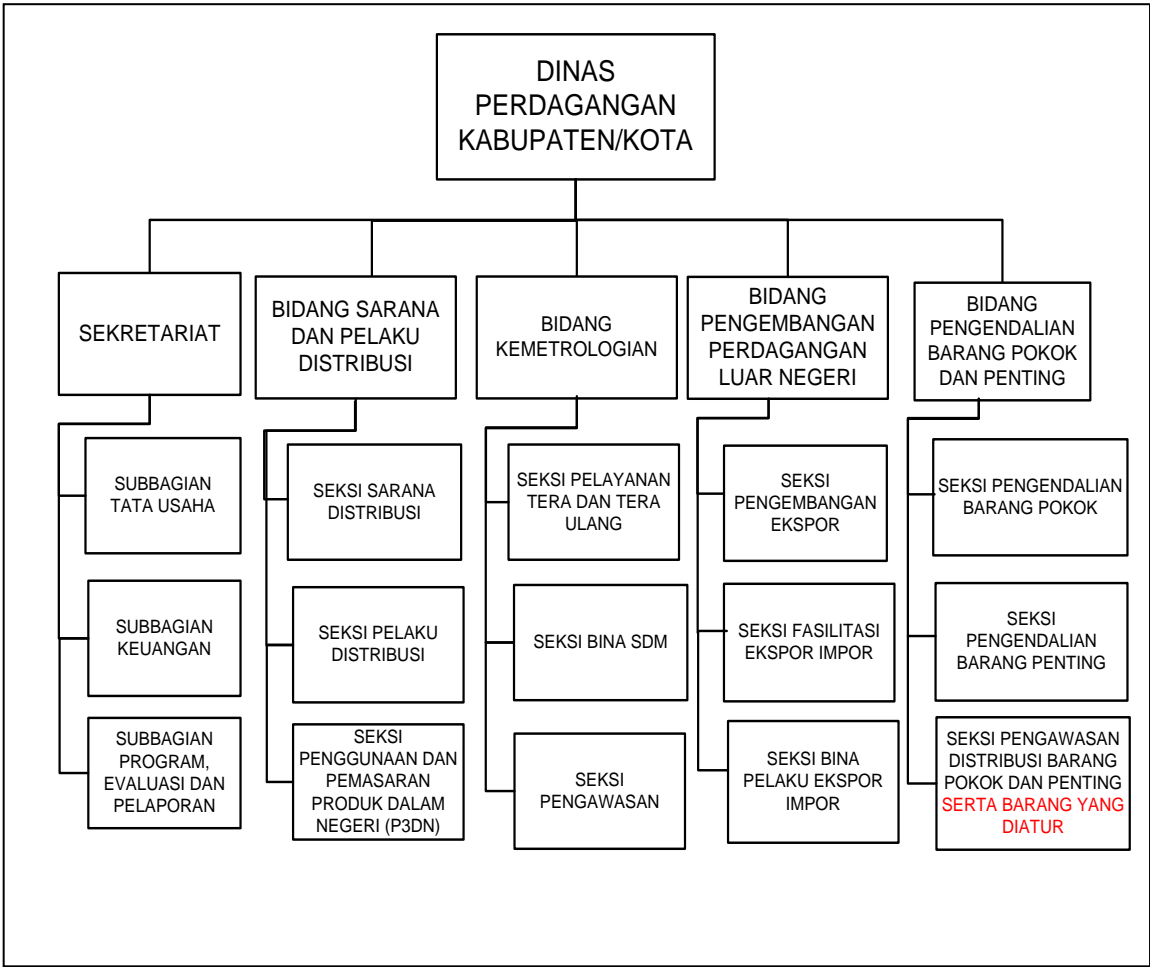 DINAS
PERDAGANGAN
KABUPATEN/KOTA
SEKRETARIAT
BIDANG SARANA
DAN PELAKU
DISTRIBUSI
BIDANG
KEMETROLOGIAN
BIDANG
PENGEMBANGAN
PERDAGANGAN
LUAR NEGERI
BIDANG
PENGENDALIAN
BARANG POKOK
DAN PENTING
SUBBAGIAN
TATA USAHA
SEKSI SARANA
DISTRIBUSI
SEKSI PELAYANAN
TERA DAN TERA
ULANG
SEKSI
PENGEMBANGAN
EKSPOR
SEKSI PENGENDALIAN
BARANG POKOK
SUBBAGIAN
KEUANGAN
SEKSI PELAKU
DISTRIBUSI
SEKSI BINA SDM
SEKSI FASILITASI
EKSPOR IMPOR
SEKSI
PENGENDALIAN
BARANG PENTING
SUBBAGIAN
PROGRAM,
EVALUASI DAN
PELAPORAN
SEKSI
PENGGUNAAN DAN
PEMASARAN
PRODUK DALAM
NEGERI (P3DN)
SEKSI
PENGAWASAN
SEKSI BINA
PELAKU EKSPOR
IMPOR
SEKSI PENGAWASAN
DISTRIBUSI BARANG
POKOK DAN PENTING
SERTA BARANG YANG
DIATUR